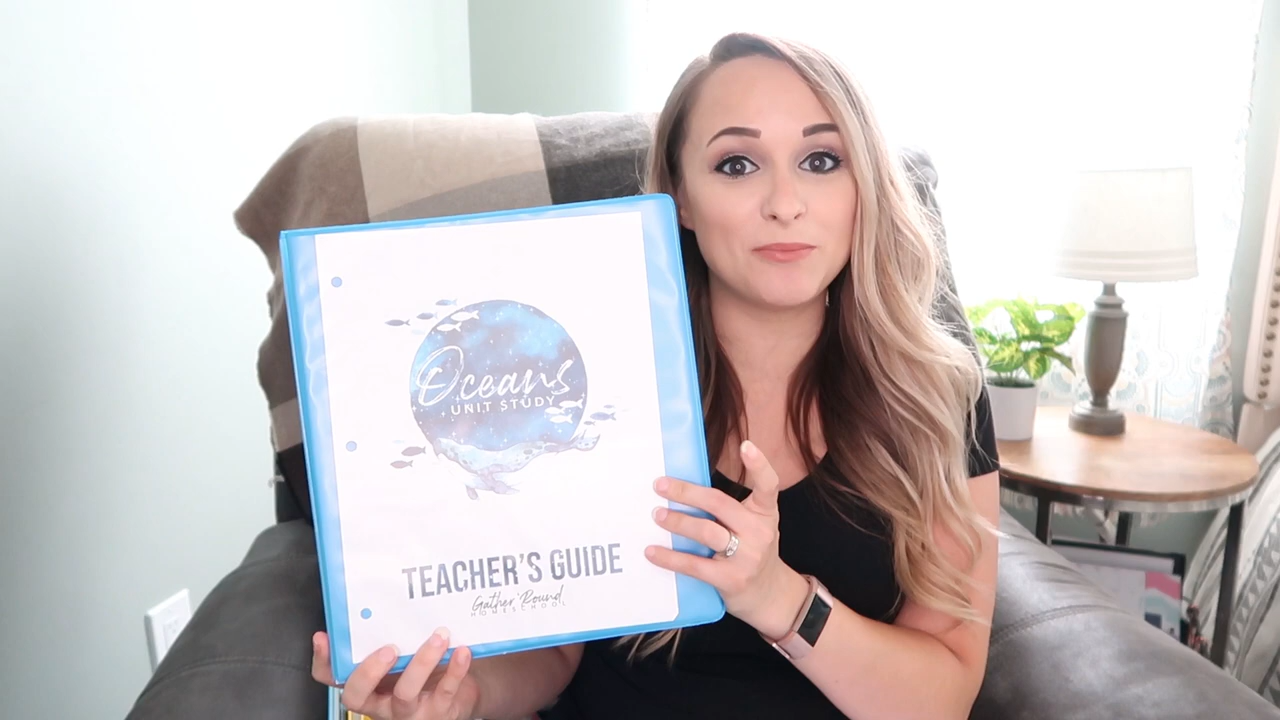 Oceans
UNIT STUDY
TEACHER'S GUIDE
Gather 'Round
HOMESCHOOL